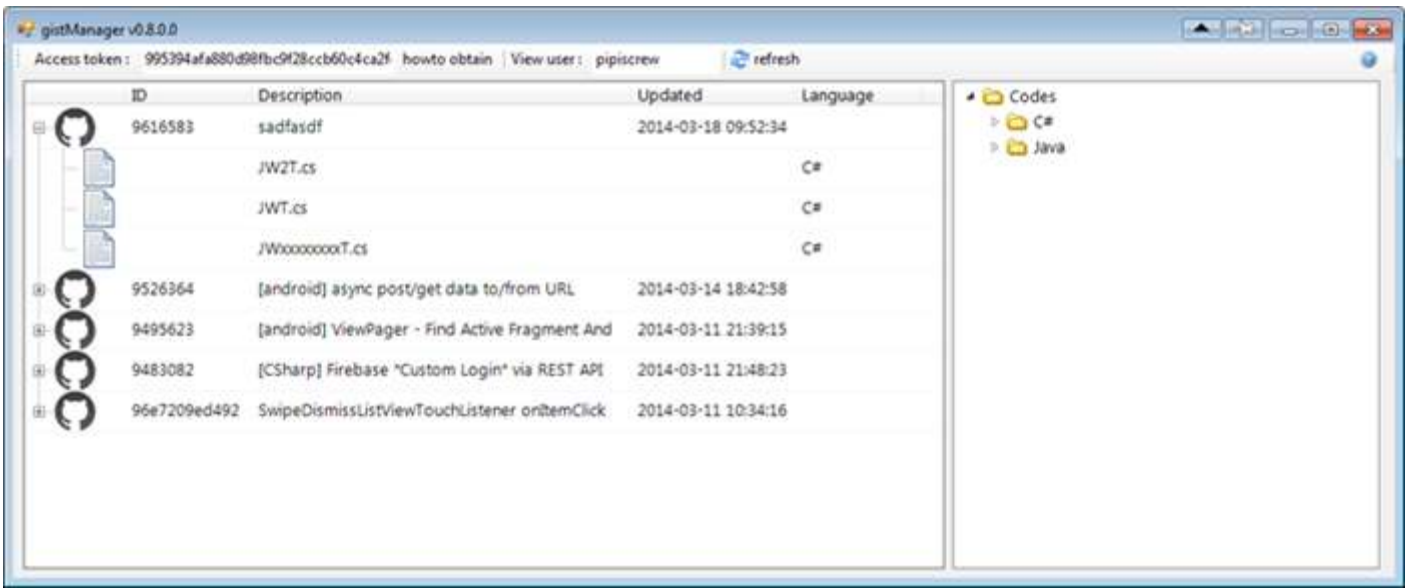 gistManager v0.8.0.0
Access token : 995394afa880d98fbc9f28ccb60c4ca2f howto obtain View user : pipiscrew refresh
ID Description Updated Language
9616583 sadfasdf 2014-03-18 09:52:34
JW2T.cs C#
JWT.cs C#
C#
9526364 [android] async post/get data to/from URL 2014-03-14 18:42:58
9495623 [android] ViewPager - Find Active Fragment And 2014-03-11 21:39:15
9483082 [CSharp] Firebase "Custom Login" via REST API 2014-03-11 21:48:23
96e7209ed492 SwipeDismissListViewTouchListener onItemClick 2014-03-11 10:34:16
Codes
C#
Java